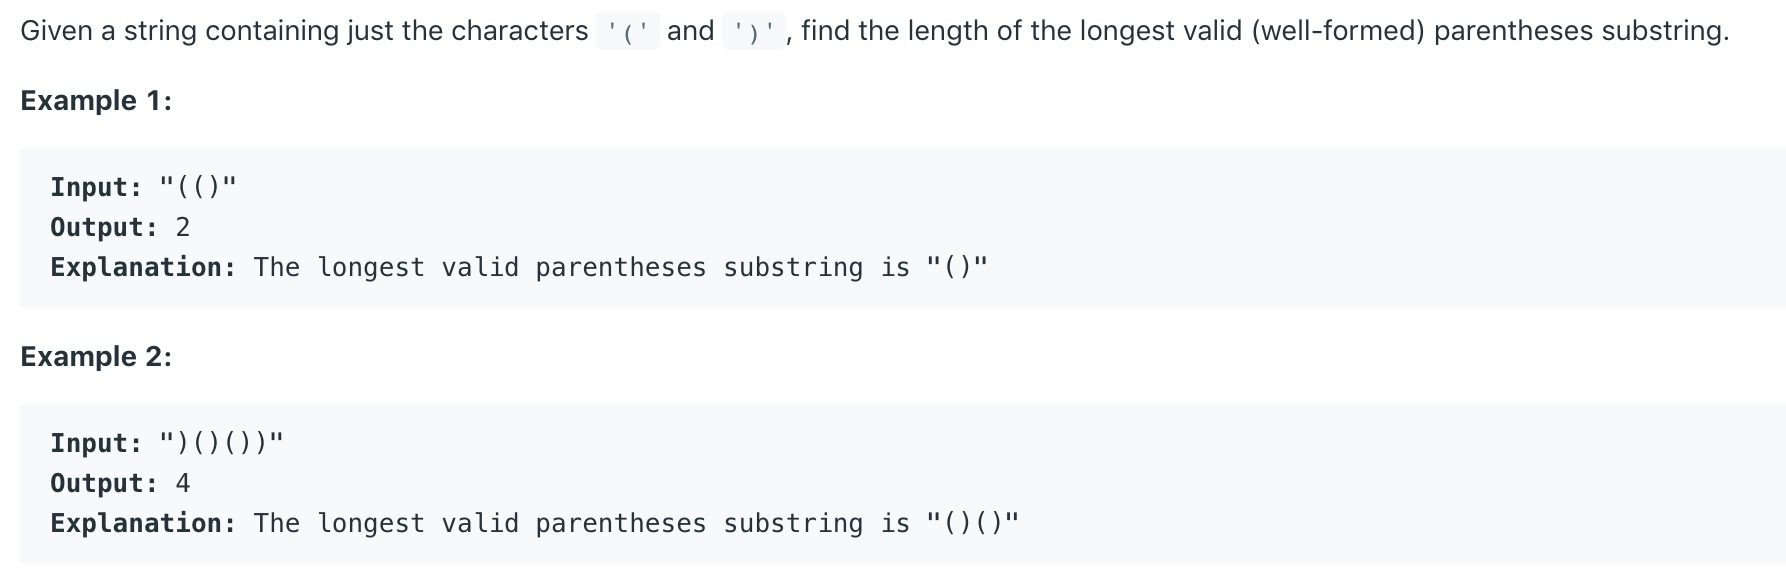 Given a string containing just the characters '(' and ')', find the length of the longest valid (well-formed) parentheses substring.
Example 1:
Input: "(()"
Output: 2
Explanation: The longest valid parentheses substring is "()"
Example 2:
Input: ")()())"
Output: 4
Explanation: The longest valid parentheses substring is "()()"